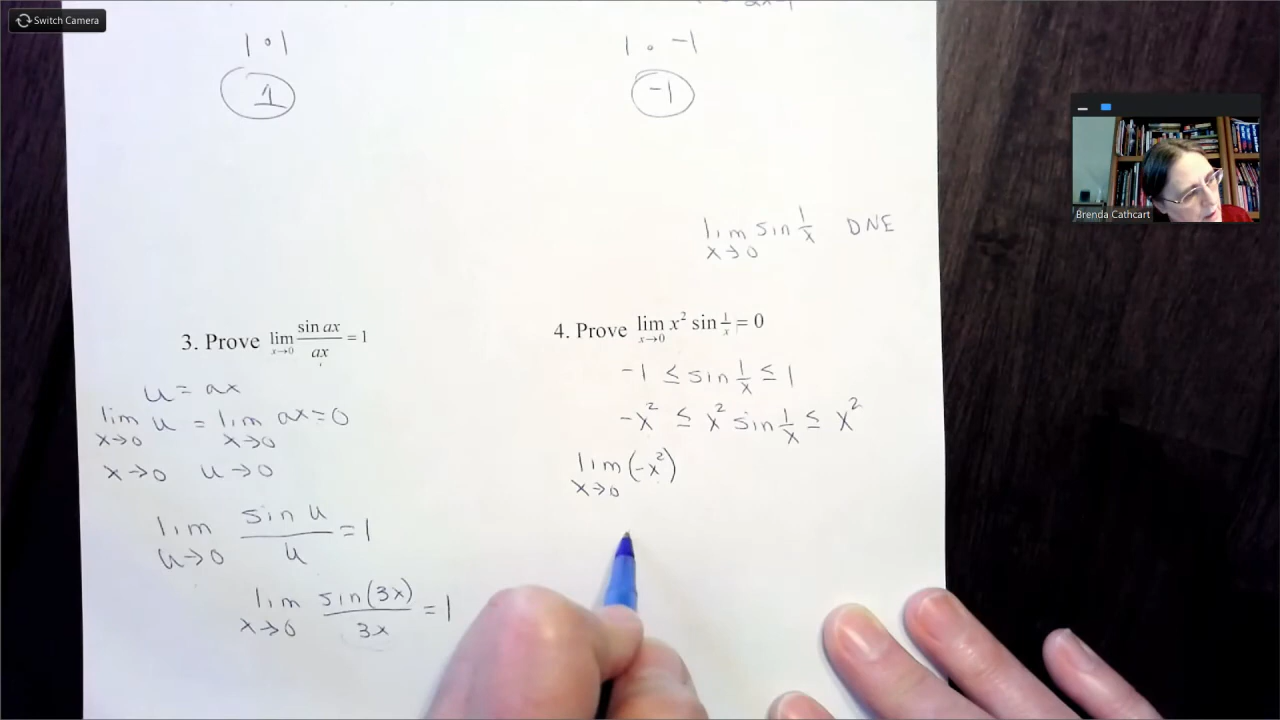 Switch Camera
1 · 1
1
1 · -1
-1
Brenda Cathcart
lim x→0 sin 1/x DNE
3. Prove lim x→0 sin ax / ax = 1
u = ax
lim x→0 u = lim x→0 ax = 0
x→0 u→0
lim u→0 sin u / u = 1
lim x→0 sin(3x) / 3x = 1
4. Prove lim x→0 x² sin 1/x = 0
-1 ≤ sin 1/x ≤ 1
-x² ≤ x² sin 1/x ≤ x²
lim x→0 (-x²)